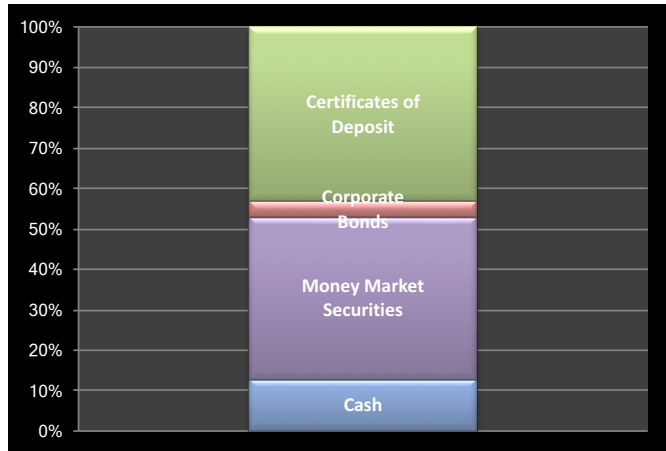 100%
90%
80%
70%
60%
50%
40%
30%
20%
10%
0%
Certificates of
Deposit
Corporate
Bonds
Money Market
Securities
Cash